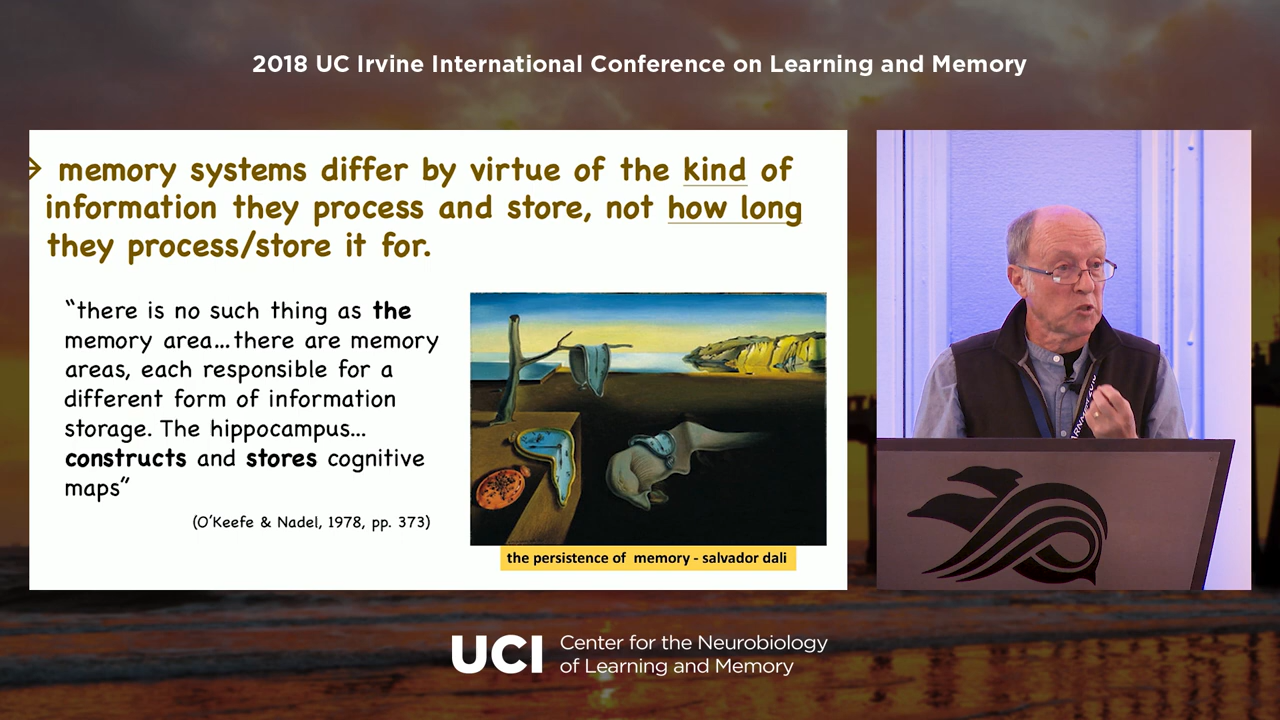 2018 UC Irvine International Conference on Learning and Memory
→ memory systems differ by virtue of the kind of
information they process and store, not how long
they process/store it for.
“there is no such thing as the
memory area...there are memory
areas, each responsible for a
different form of information
storage. The hippocampus...
constructs and stores cognitive
maps”
(O'Keefe & Nadel, 1978, pp. 373)
the persistence of memory - salvador dali
UCI
Center for the Neurobiology
of Learning and Memory